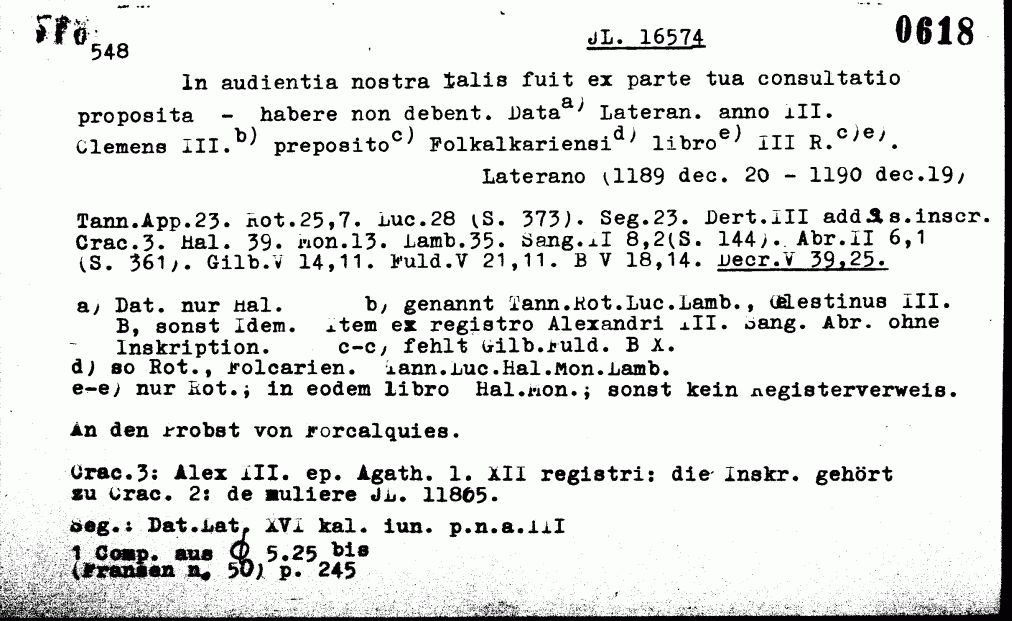 548
JL. 16574
0618
In audientia nostra talis fuit ex parte tua consultatio
proposita - habere non debent. Data a) Lateran. anno III.
Clemens III. b) preposito c) Folkalkariensi d) libro e) III R. c)e).
Laterano (1189 dec. 20 - 1190 dec.19)
Tann.App.23. Rot.25,7. Luc.28 (S. 373). Seg.23. Dert.III add. s.inscr.
Crac.3. Hal. 39. Mon.13. Lamb.35. Sang.II 8,2(S. 144). Abr.II 6,1
(S. 361). Gilb.V 14,11. Fuld.V 21,11. B V 18,14. Decr.V 39,25.
a) Dat. nur Hal. b) genannt Tann.Rot.Luc.Lamb., Celestinus III.
B, sonst Idem. Item ex registro Alexandri III. Sang. Abr. ohne
Inskription. c-c) fehlt Gilb.Fuld. B X.
d) so Rot., Folcarien. Tann.Luc.Hal.Mon.Lamb.
e-e) nur Rot.; in eodem libro Hal.Mon.; sonst kein Registerverweis.
An den Probst von Forcalquies.
Crac.3: Alex III. ep. Agath. l. XII registri: die Inskr. gehört
zu Crac. 2: de muliere JL. 11865.
Seg.: Dat.Lat, XVI kal. iun. p.n.a.III
1 Comp. aus 5.25 bis
(Fransen n. 50) p. 245